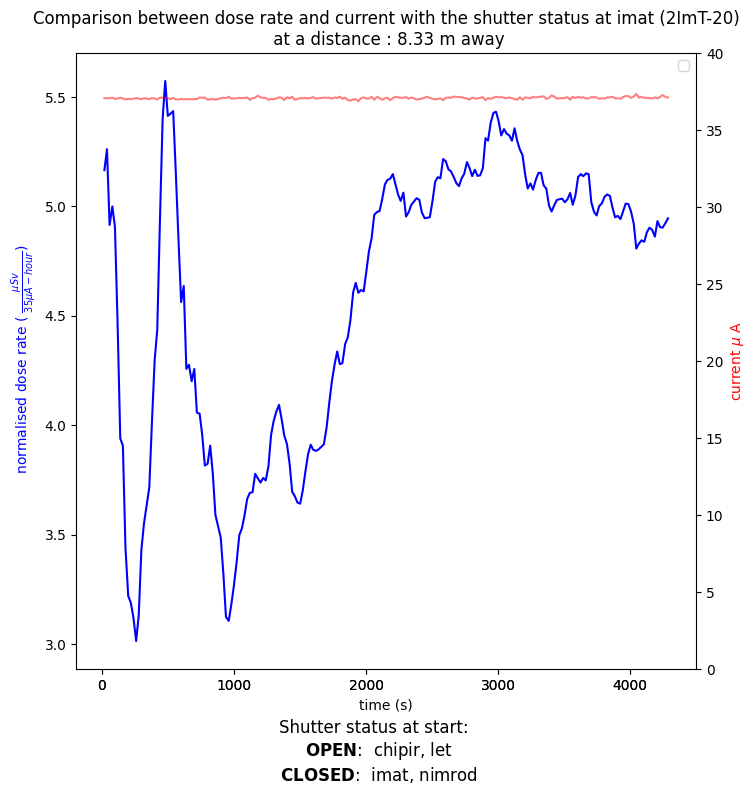 Comparison between dose rate and current with the shutter status at imat (2ImT-20)
at a distance : 8.33 m away
normalised dose rate ( μSv / 35μA − hour )
5.5
5.0
4.5
4.0
3.5
3.0
40
35
30
25
20
15
10
5
0
current μ A
0 1000 2000 3000 4000
time (s)
Shutter status at start:
OPEN: chipir, let
CLOSED: imat, nimrod